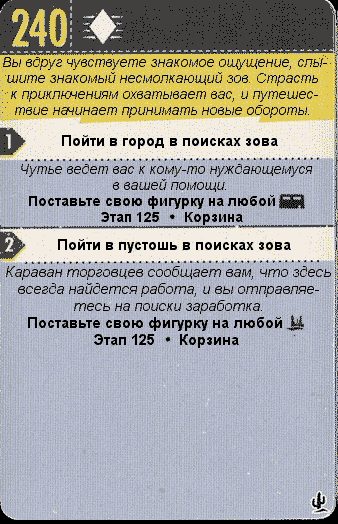 240
Вы вдруг чувствуете знакомое ощущение, слы-
шите знакомый несмолкающий зов. Страсть
к приключениям охватывает вас, и путешес-
твие начинает принимать новые обороты.
1 Пойти в город в поисках зова
Чутье ведет вас к кому-то нуждающемуся
в вашей помощи.
Поставьте свою фигурку на любой
Этап 125 • Корзина
2 Пойти в пустошь в поисках зова
Караван торговцев сообщает вам, что здесь
всегда найдется работа, и вы отправляе-
тесь на поиски заработка.
Поставьте свою фигурку на любой
Этап 125 • Корзина